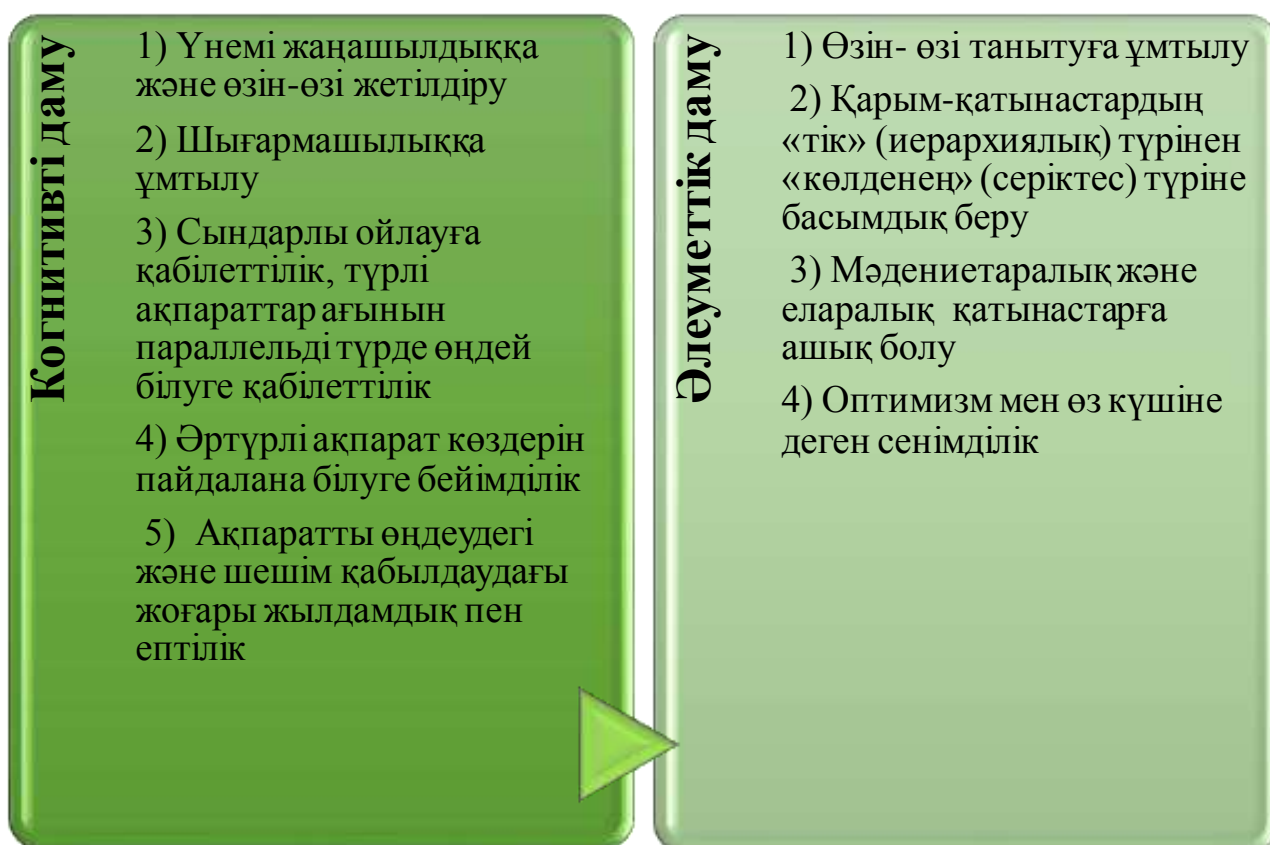 Когнитивті даму
1) Үнемі жаңашылдыққа
және өзін-өзі жетілдіру
2) Шығармашылыққа
ұмтылу
3) Сындарлы ойлауға
қабілеттілік, түрлі
ақпараттар ағынын
параллельді түрде өңдей
білуге қабілеттілік
4) Әртүрлі ақпарат көздерін
пайдалана білуге бейімділік
5) Ақпаратты өңдеудегі
және шешім қабылдаудағы
жоғары жылдамдық пен
ептілік
Әлеуметтік даму
1) Өзін- өзі танытуға ұмтылу
2) Қарым-қатынастардың
«тік» (иерархиялық) түрінен
«көлденең» (серіктес) түріне
басымдық беру
3) Мәдениетаралық және
еларалық қатынастарға
ашық болу
4) Оптимизм мен өз күшіне
деген сенімділік